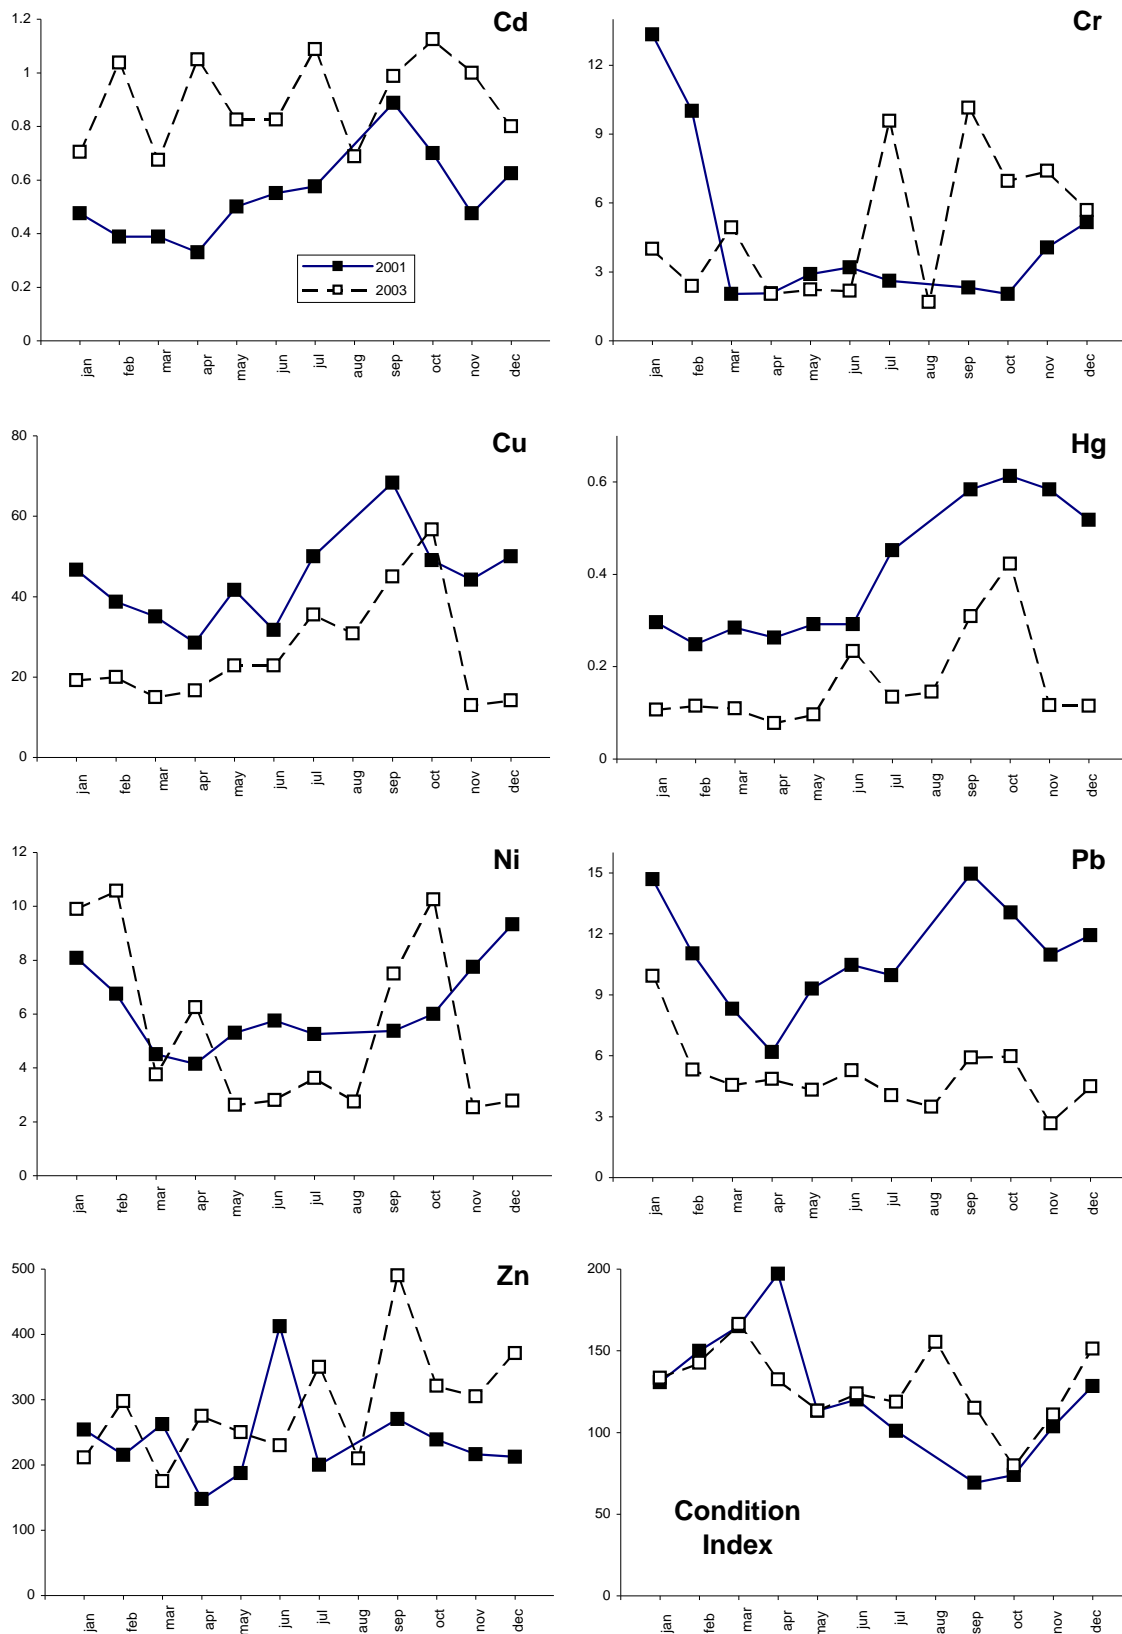 Cd
1.2
1
0.8
0.6
0.4
0.2
0
2001
2003
jan feb mar apr may jun jul aug sep oct nov dec
Cr
12
9
6
3
0
jan feb mar apr may jun jul aug sep oct nov dec
Cu
80
60
40
20
0
jan feb mar apr may jun jul aug sep oct nov dec
Hg
0.6
0.4
0.2
0
jan feb mar apr may jun jul aug sep oct nov dec
Ni
12
10
8
6
4
2
0
jan feb mar apr may jun jul aug sep oct nov dec
Pb
15
12
9
6
3
0
jan feb mar apr may jun jul aug sep oct nov dec
Zn
500
400
300
200
100
0
jan feb mar apr may jun jul aug sep oct nov dec
200
150
100
50
0
Condition
Index
jan feb mar apr may jun jul aug sep oct nov dec